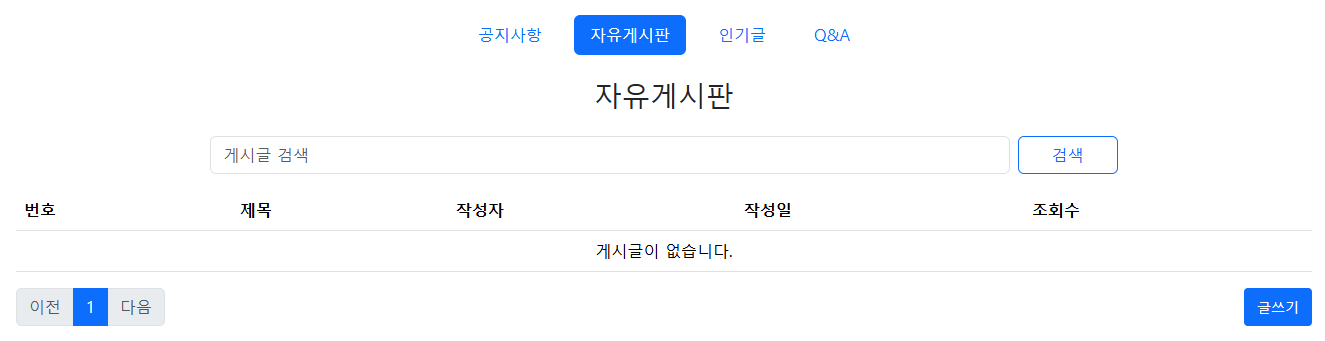 공지사항 자유게시판 인기글 Q&A
자유게시판
게시글 검색 검색
번호 제목 작성자 작성일 조회수
게시글이 없습니다.
이전 1 다음 글쓰기